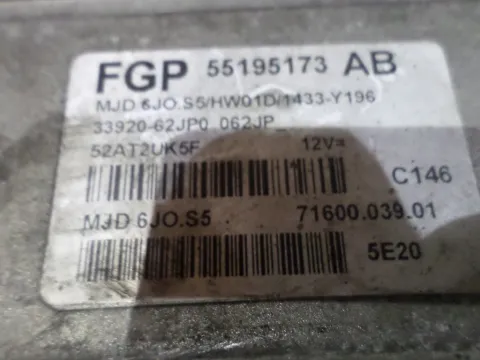 FGP 55195173 AB
MJD 6JO.S5/HW01D/1433-Y196
33920-62JP0 062JP_
52AT2UK5F 12V=
C146
MJD 6JO.S5 71600.039.01
5E20